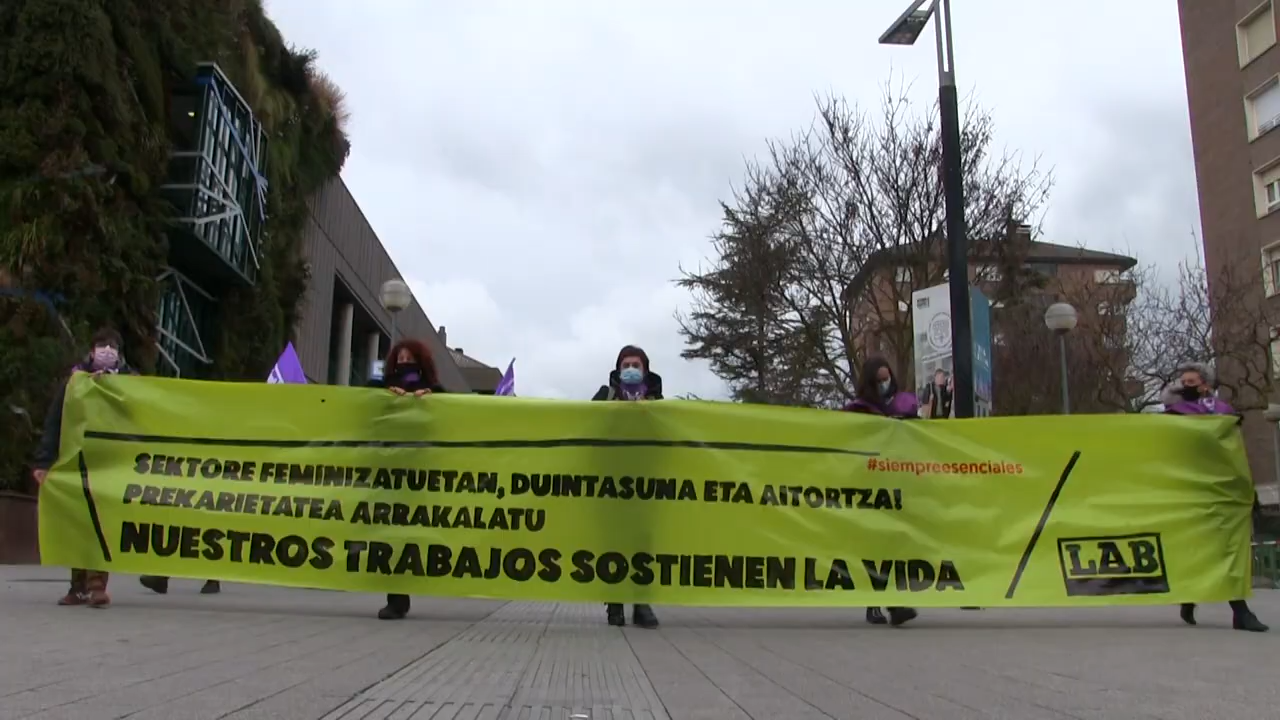 #siempreesenciales
SEKTORE FEMINIZATUETAN, DUINTASUNA ETA AITORTZA!
PREKARIETATEA ARRAKALATU
NUESTROS TRABAJOS SOSTIENEN LA VIDA
LAB